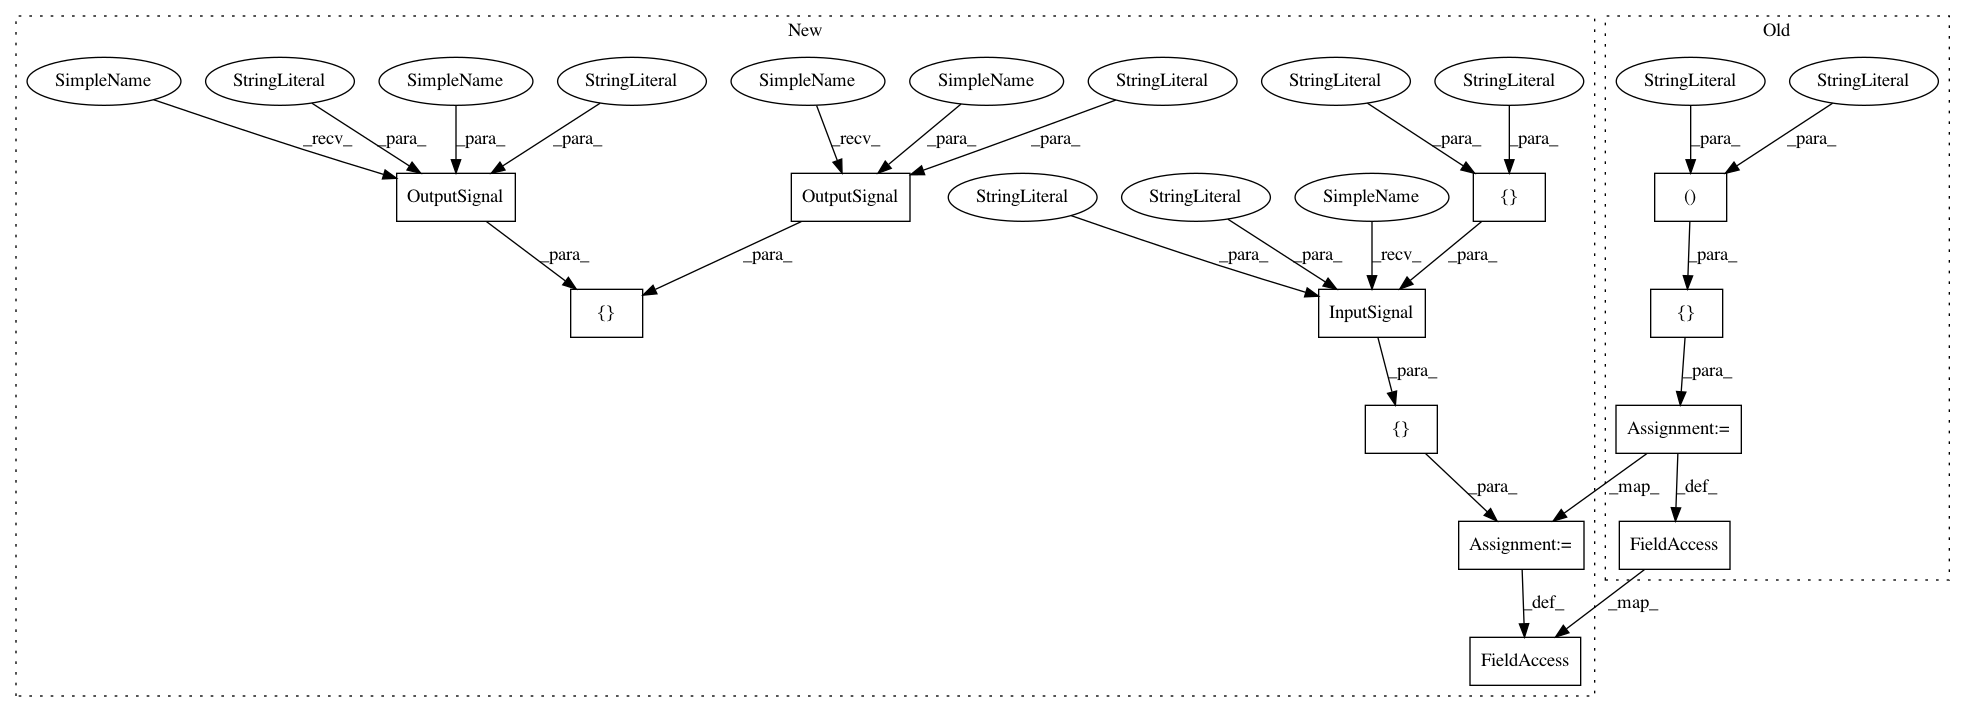 New
Old
SimpleName
StringLiteral
SimpleName
StringLiteral
SimpleName
SimpleName
StringLiteral
StringLiteral
StringLiteral
StringLiteral
StringLiteral
_recv_
_para_
_para_
_para_
_recv_
_para_
_para_
_para_
_para_
_para_
_para_
OutputSignal
OutputSignal
StringLiteral
StringLiteral
SimpleName
{}
()
_para_
_para_
_para_
_para_
_recv_
_para_
_para_
{}
InputSignal
{}
_para_
_para_
{}
Assignment:=
_para_
_map_
_def_
Assignment:=
FieldAccess
_def_
_map_
FieldAccess